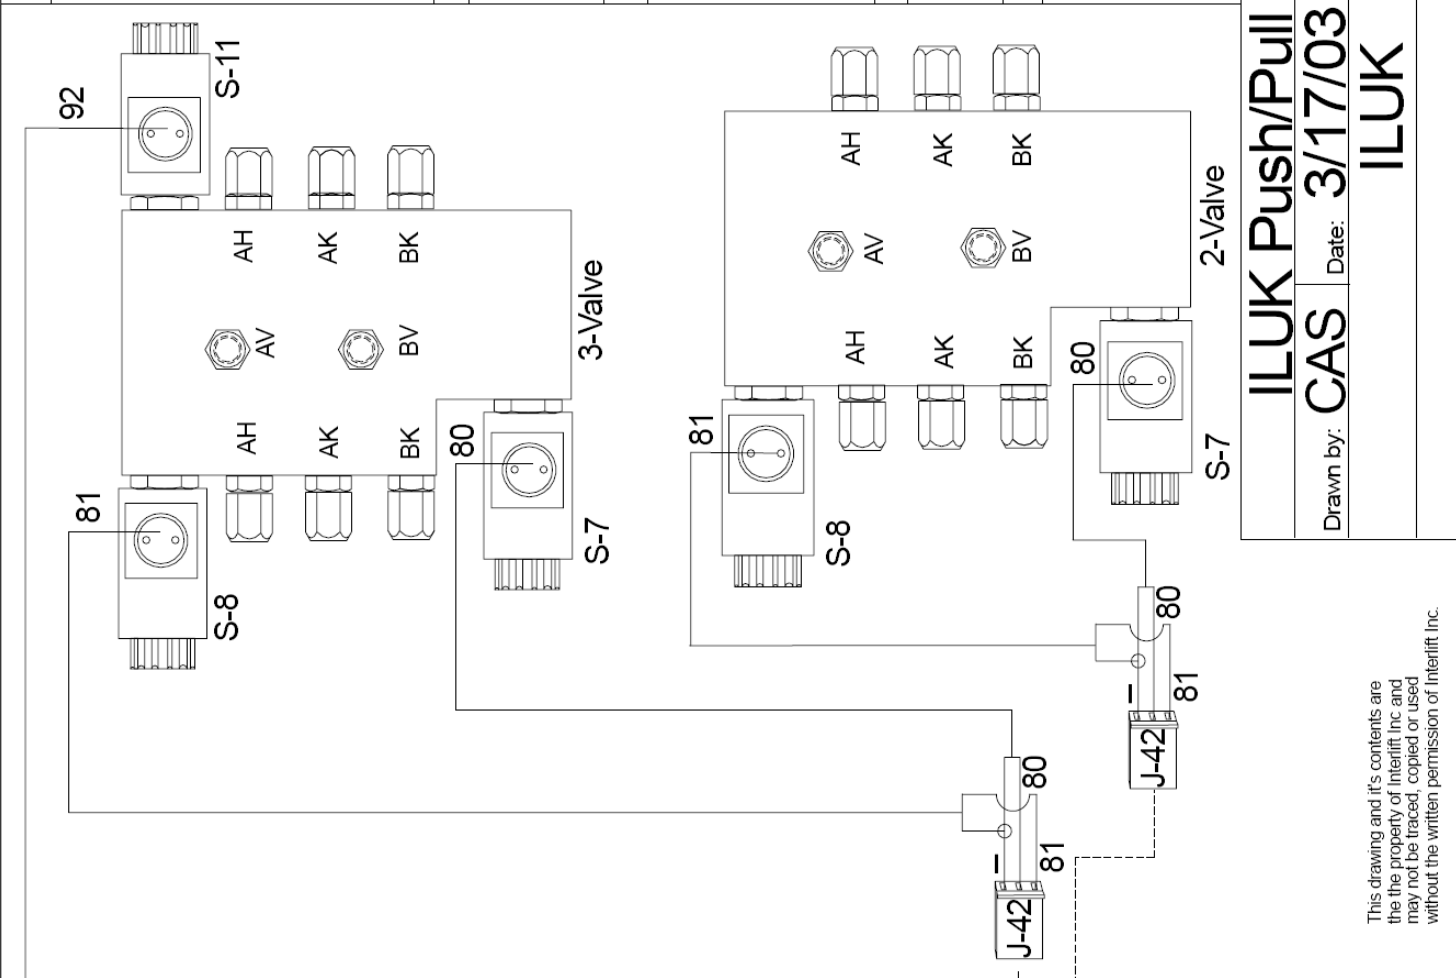 92
S-11
AH
AK
BK
AV
BV
3-Valve
AH
AK
BK
81
80
S-8
S-7
AH
AK
BK
AV
BV
2-Valve
AH
AK
BK
81
80
S-8
S-7
80
81
J-42
80
81
J-42
ILUK Push/Pull
Drawn by: CAS Date: 3/17/03
ILUK
This drawing and it's contents are
the the property of Interlift Inc and
may not be traced, copied or used
without the written permission of Interlift Inc.